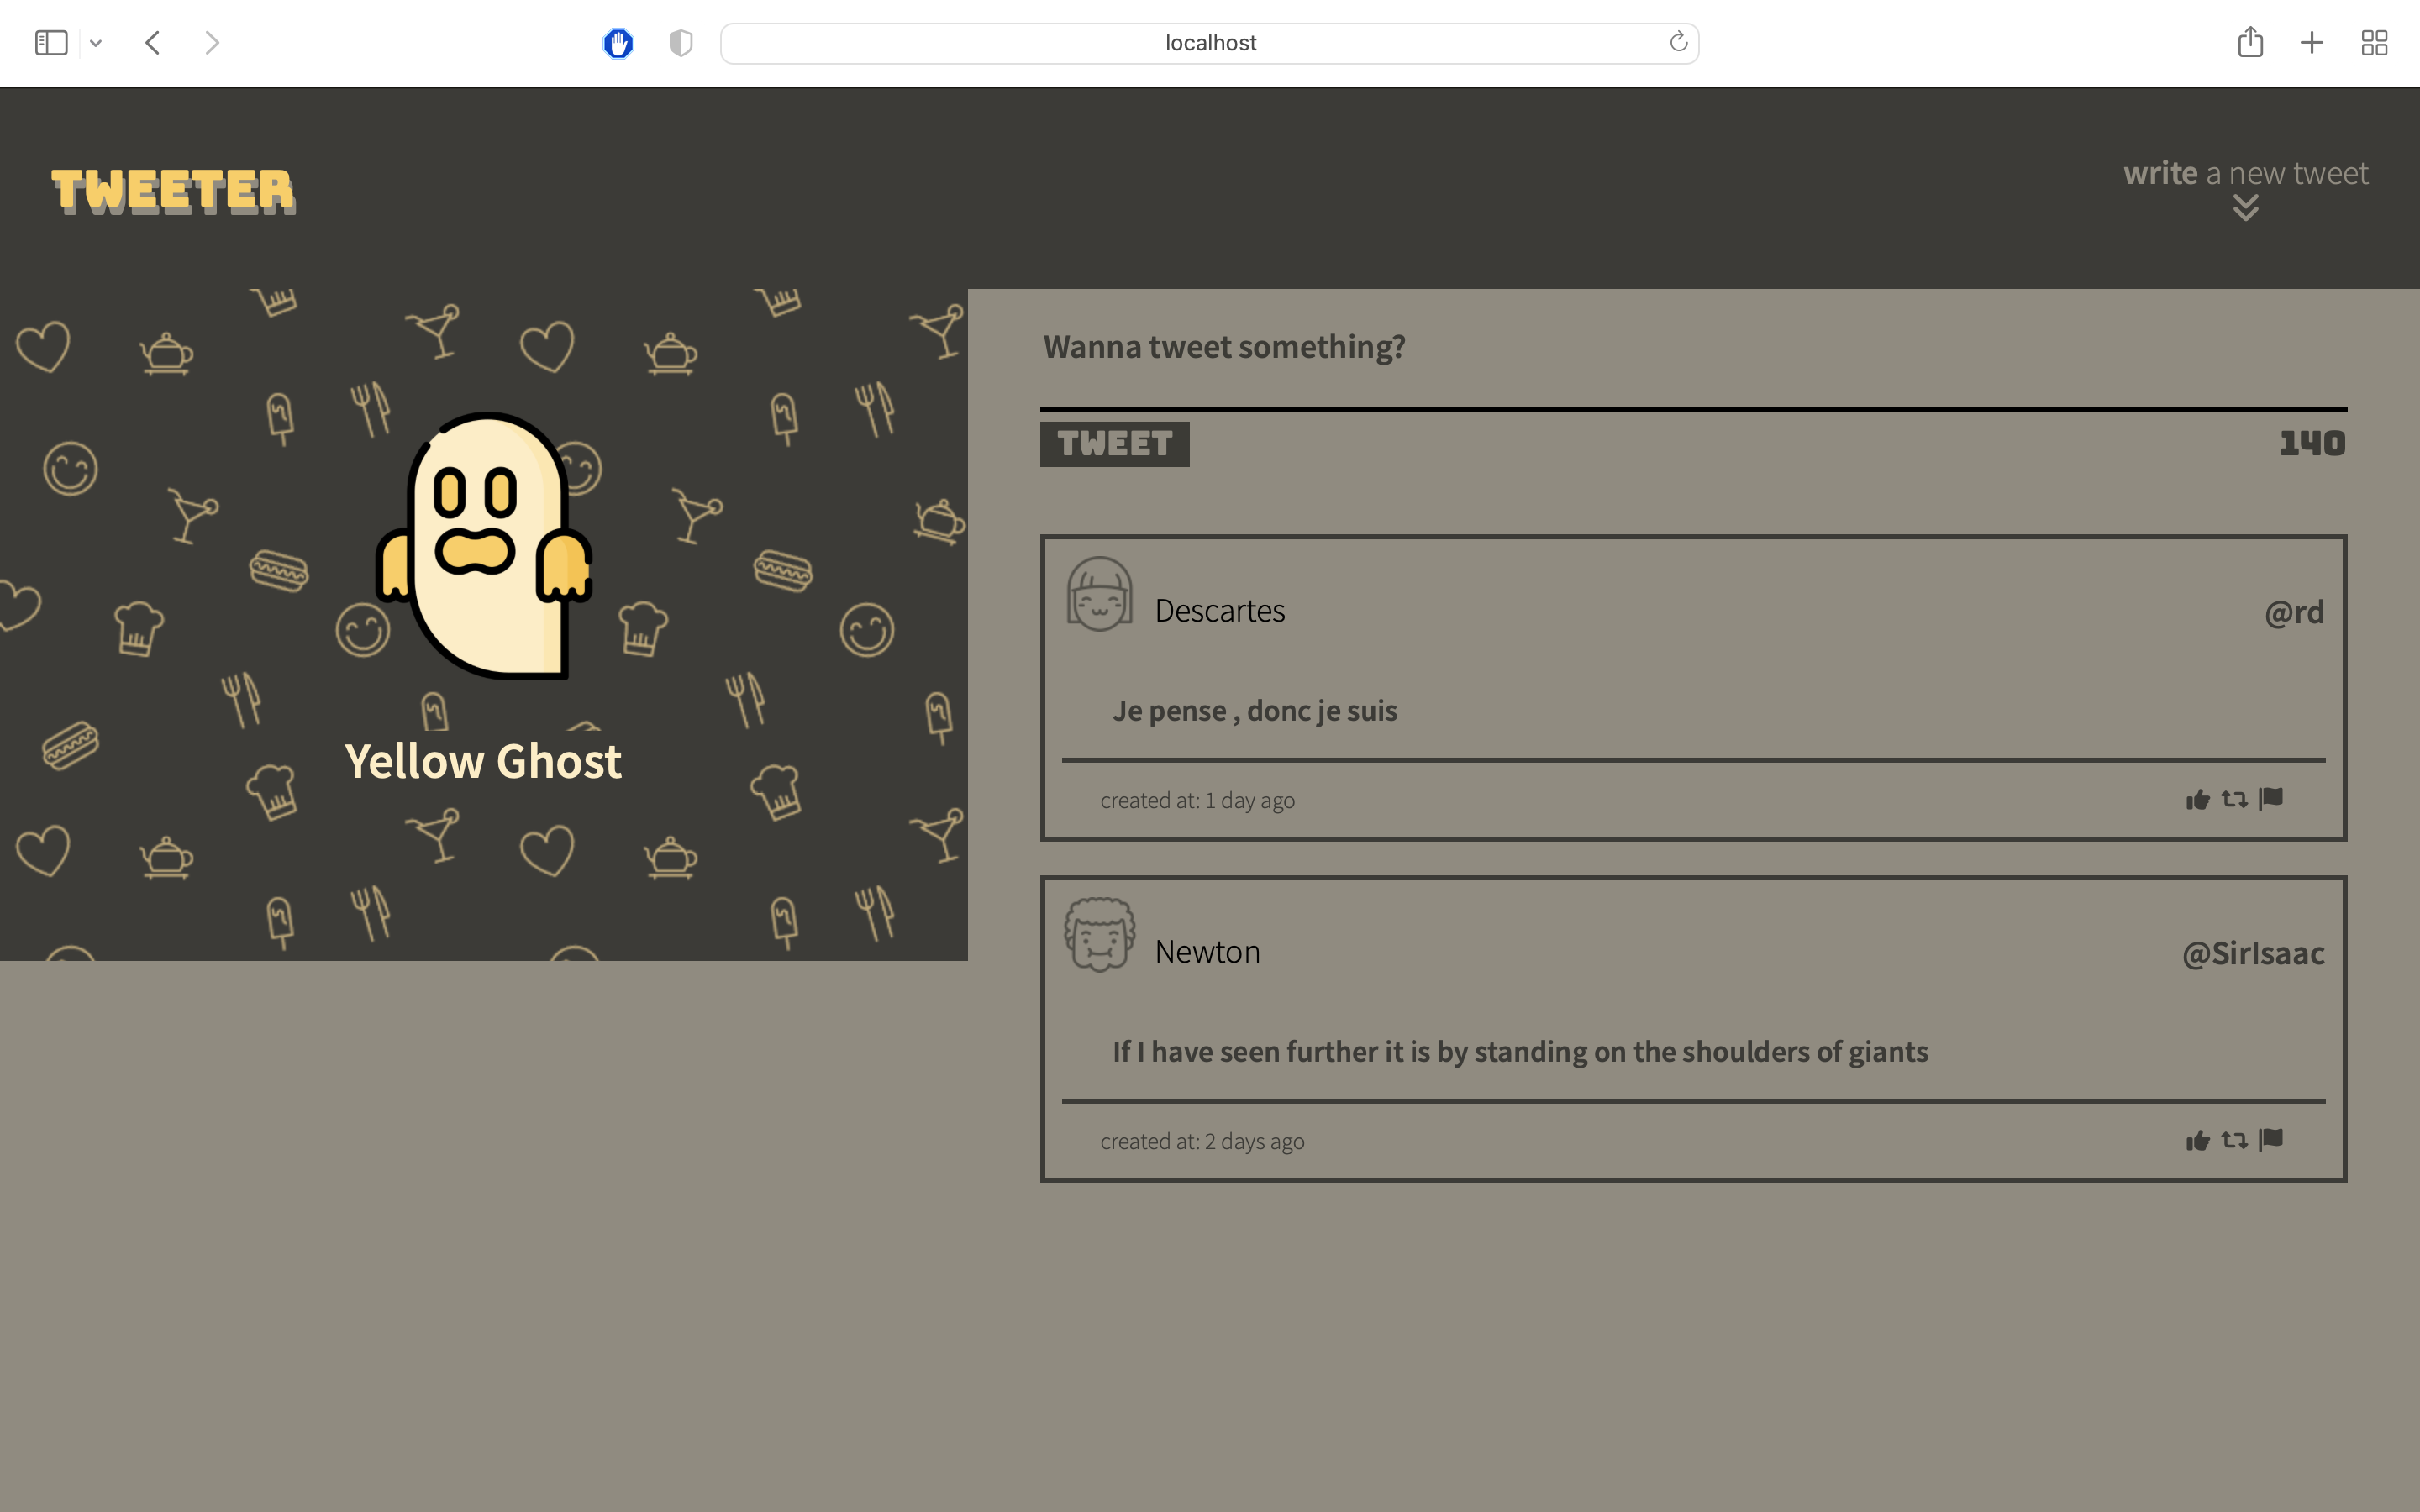 localhost
TWEETER
write a new tweet
Yellow Ghost
Wanna tweet something?
TWEET
140
Descartes
@rd
Je pense , donc je suis
created at: 1 day ago
Newton
@SirIsaac
If I have seen further it is by standing on the shoulders of giants
created at: 2 days ago